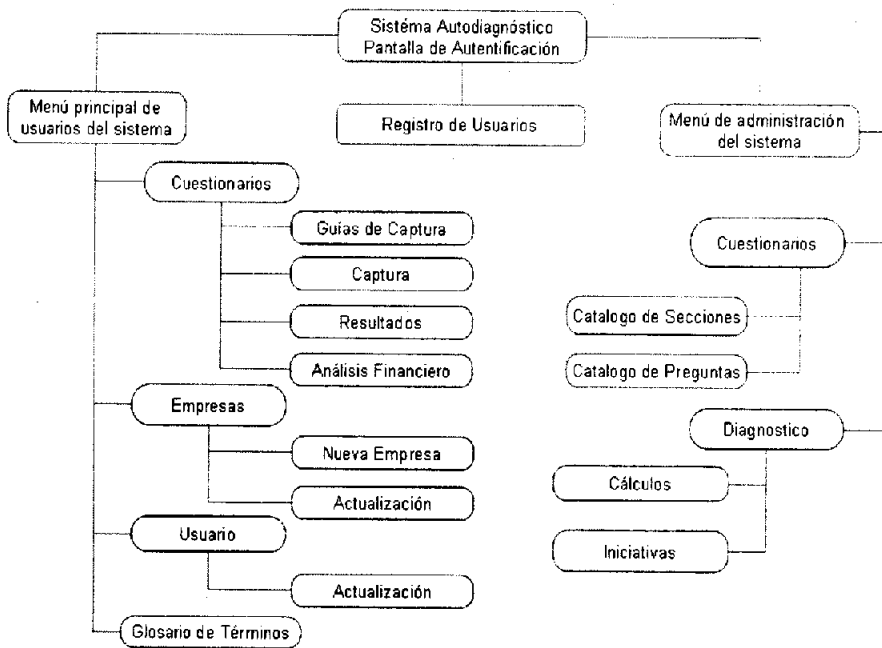 Sistéma Autodiagnóstico
Pantalla de Autentificación
Menú principal de
usuarios del sistema
Registro de Usuarios
Menú de administración
del sistema
Cuestionarios
Guías de Captura
Captura
Resultados
Análisis Financiero
Empresas
Nueva Empresa
Actualización
Usuario
Actualización
Glosario de Términos
Cuestionarios
Catalogo de Secciones
Catalogo de Preguntas
Diagnostico
Cálculos
Iniciativas